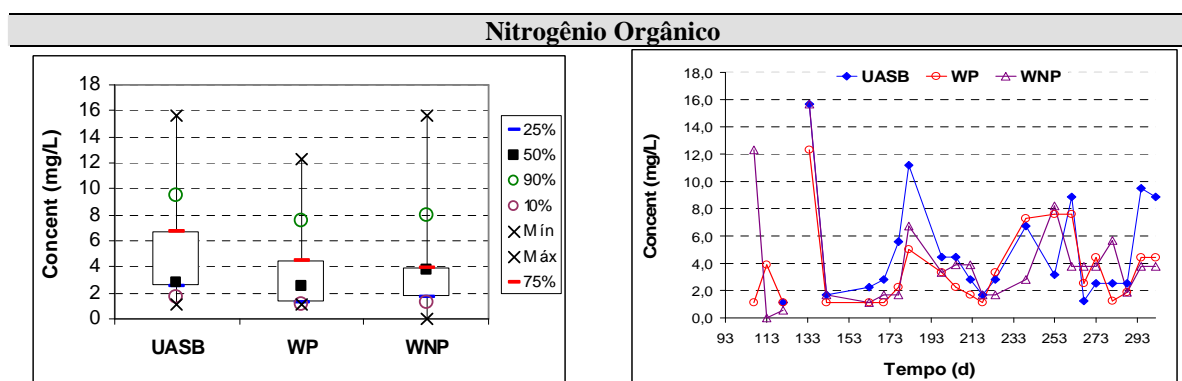 Nitrogênio Orgânico
Concent (mg/L)
18
16
14
12
10
8
6
4
2
0
UASB WP WNP
25%
50%
90%
10%
Mín
Máx
75%
UASB WP WNP
Concent (mg/L)
18,0
16,0
14,0
12,0
10,0
8,0
6,0
4,0
2,0
0,0
93 113 133 153 173 193 213 233 253 273 293
Tempo (d)